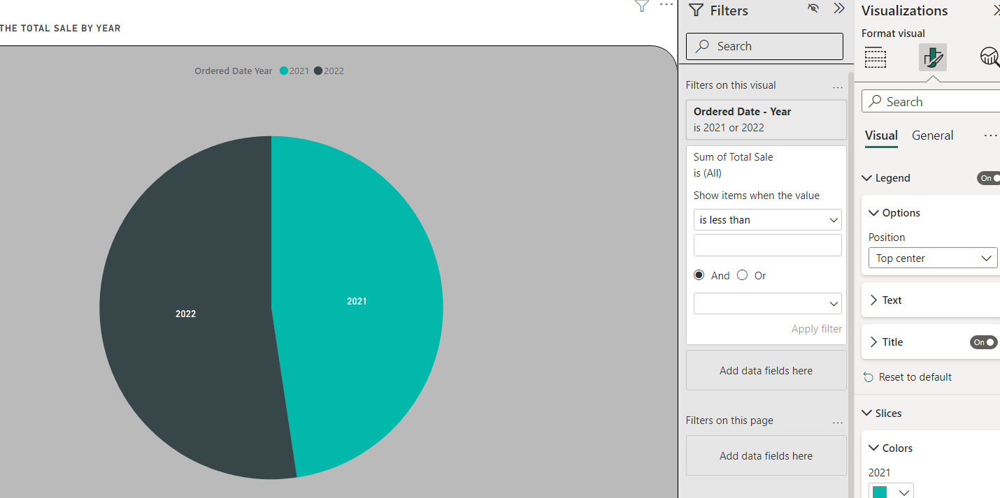 THE TOTAL SALE BY YEAR
Ordered Date Year 2021 2022
2021
2022
Filters
Search
Filters on this visual ...
Ordered Date - Year
is 2021 or 2022
Sum of Total Sale
is (All)
Show items when the value
is less than
And Or
Apply filter
Add data fields here
Filters on this page ...
Add data fields here
Visualizations
Format visual
Search
Visual General ...
Legend On
Options
Position
Top center
Text
Title On
Reset to default
Slices
Colors
2021